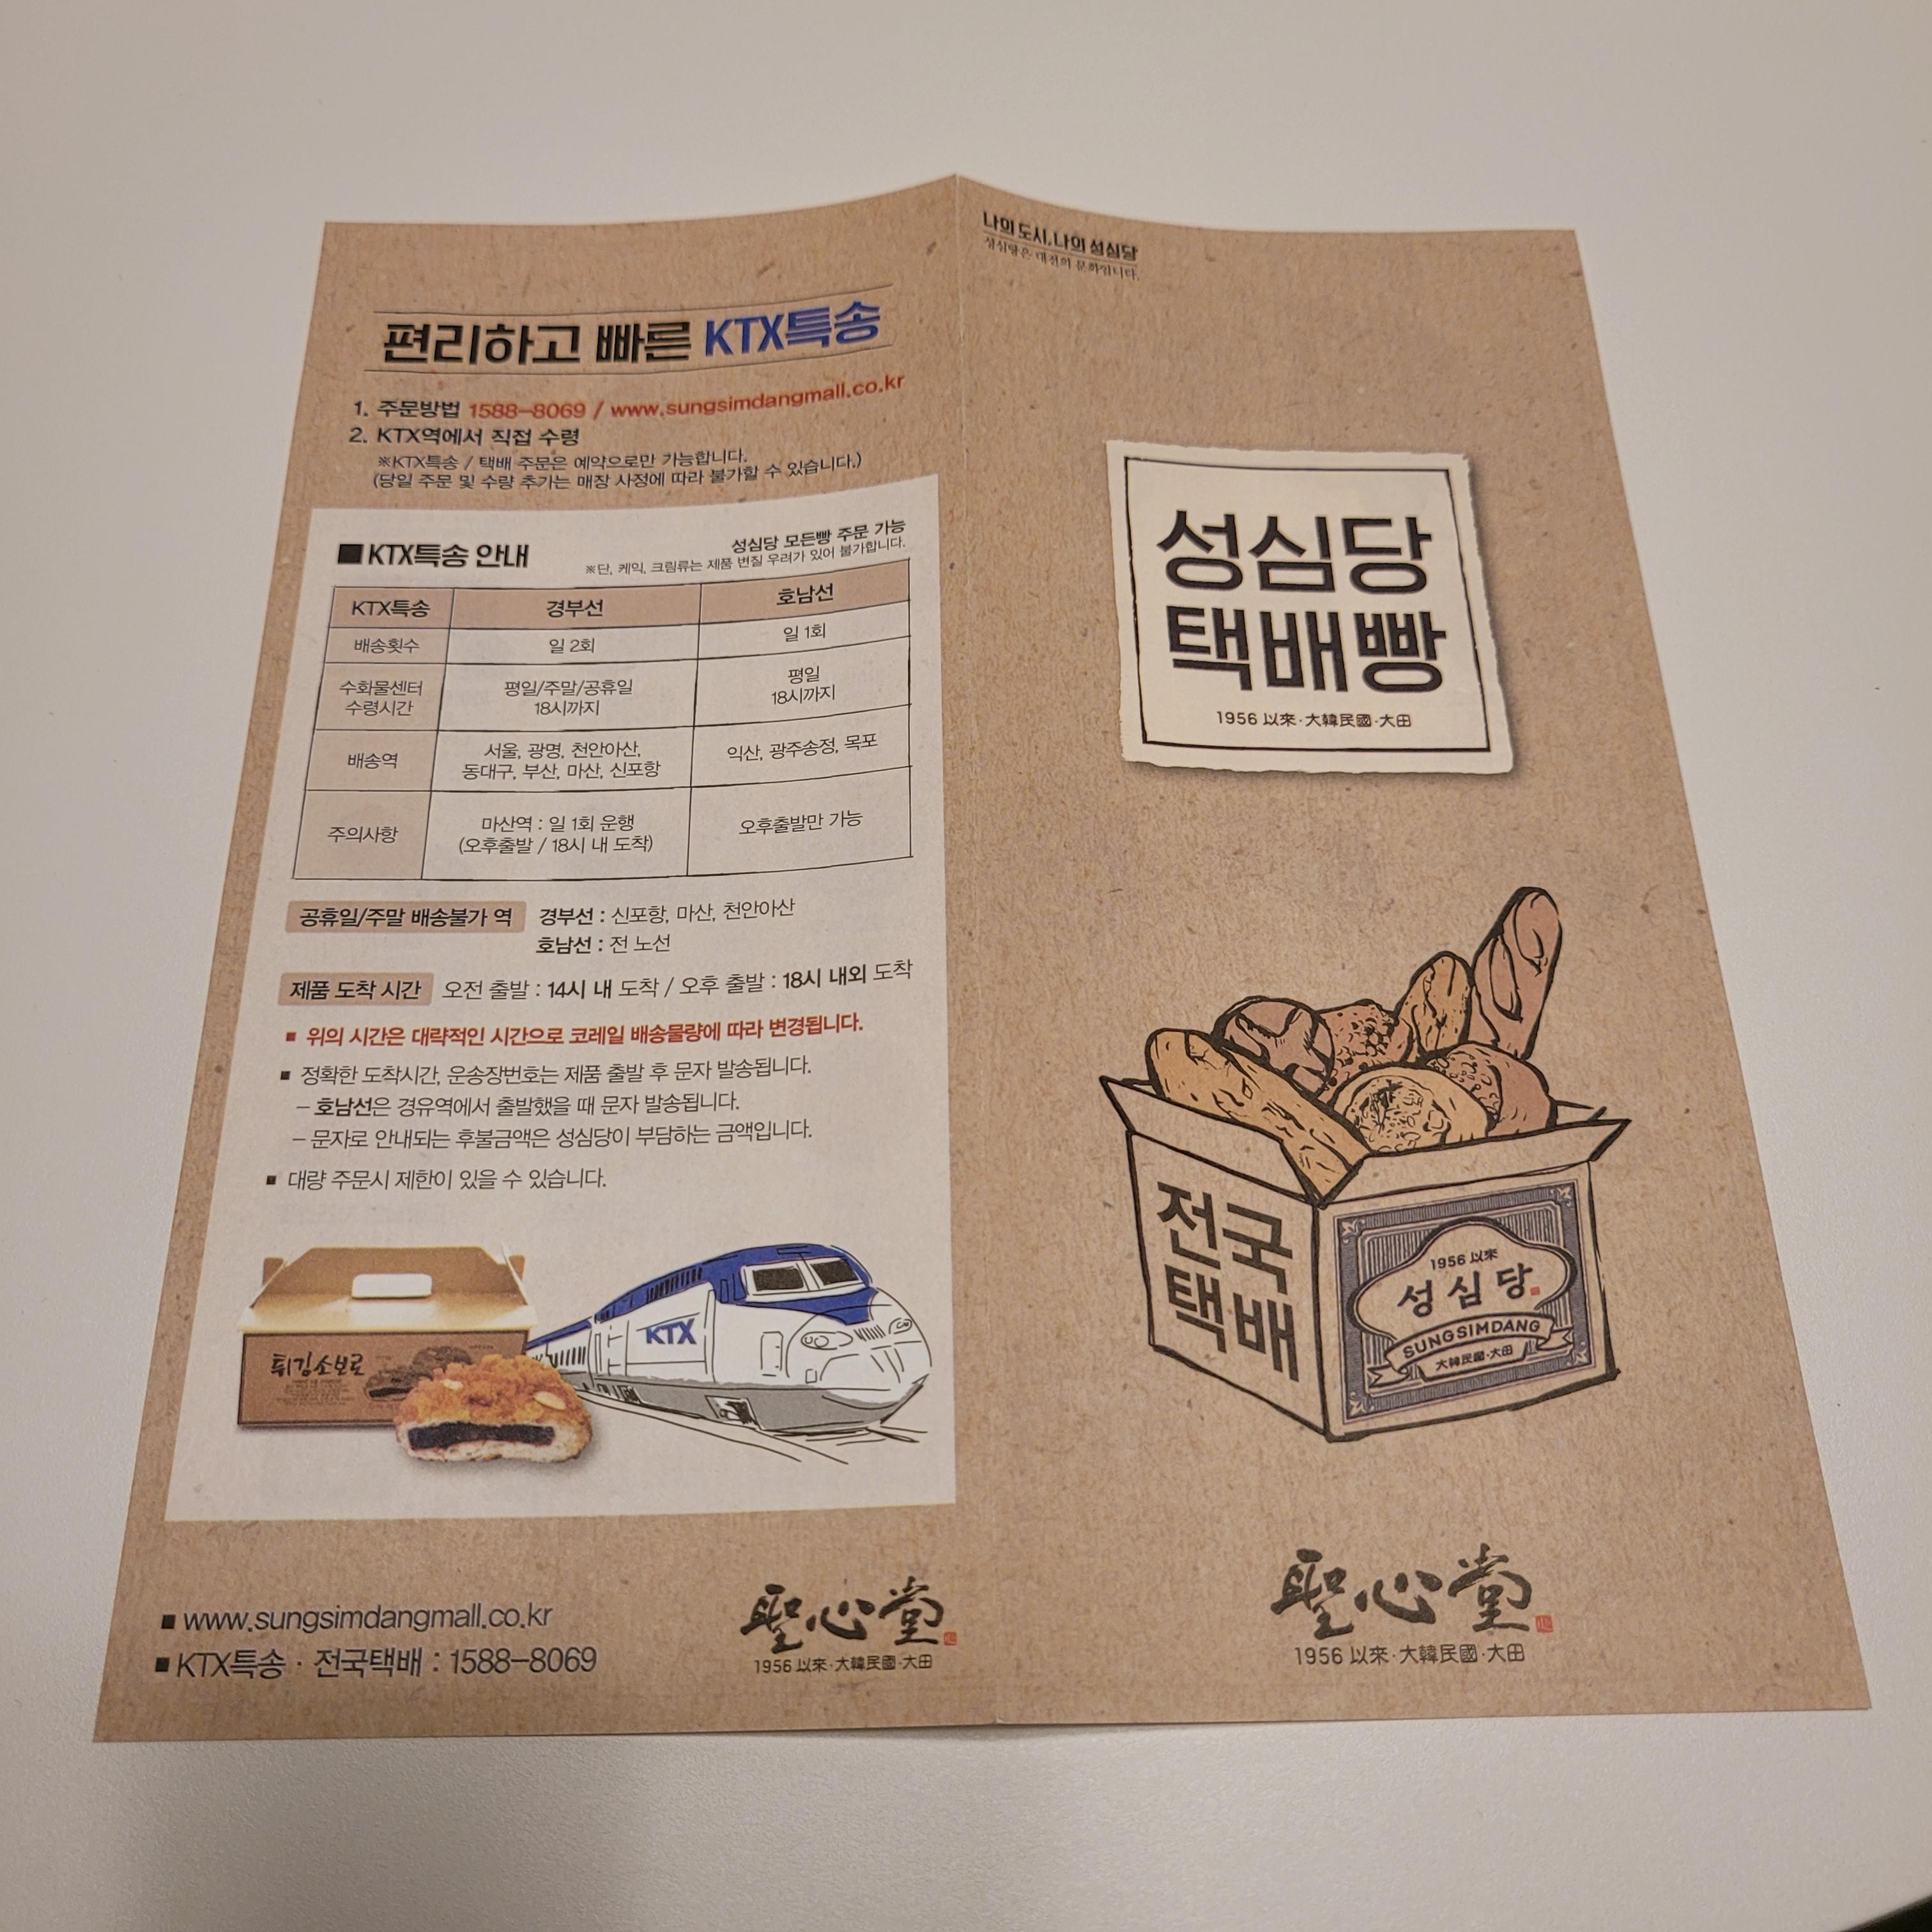 편리하고 빠른 KTX특송
1. 주문방법 1588-8069 / www.sungsimdangmall.co.kr
2. KTX역에서 직접 수령
※KTX특송 / 택배 주문은 예약으로만 가능합니다.
(당일 주문 및 수량 추가는 매장 사정에 따라 불가할 수 있습니다.)
■KTX특송 안내
성심당 모든빵 주문 가능
※단, 케익, 크림류는 제품 변질 우려가 있어 불가합니다.
KTX특송 경부선 호남선
배송횟수 일 2회 일 1회
수화물센터 수령시간 평일/주말/공휴일 18시까지 평일 18시까지
배송역 서울, 광명, 천안아산, 동대구, 부산, 마산, 신포항 익산, 광주송정, 목포
주의사항 마산역 : 일 1회 운행 (오후출발 / 18시 내 도착) 오후출발만 가능
공휴일/주말 배송불가 역 경부선 : 신포항, 마산, 천안아산
호남선 : 전 노선
제품 도착 시간 오전 출발 : 14시 내 도착 / 오후 출발 : 18시 내외 도착
▪ 위의 시간은 대략적인 시간으로 코레일 배송물량에 따라 변경됩니다.
▪ 정확한 도착시간, 운송장번호는 제품 출발 후 문자 발송됩니다.
– 호남선은 경유역에서 출발했을 때 문자 발송됩니다.
– 문자로 안내되는 후불금액은 성심당이 부담하는 금액입니다.
▪ 대량 주문시 제한이 있을 수 있습니다.
튀김소보로
KTX
▪ www.sungsimdangmall.co.kr
▪ KTX특송 · 전국택배 : 1588-8069
聖心堂
1956 以來·大韓民國·大田
나의 도시, 나의 성심당
성심당은 대전의 문화입니다.
성심당
택배빵
1956 以來·大韓民國·大田
전국
택배
1956 以來
성심당
SUNGSIMDANG
大韓民國·大田
聖心堂
1956 以來·大韓民國·大田